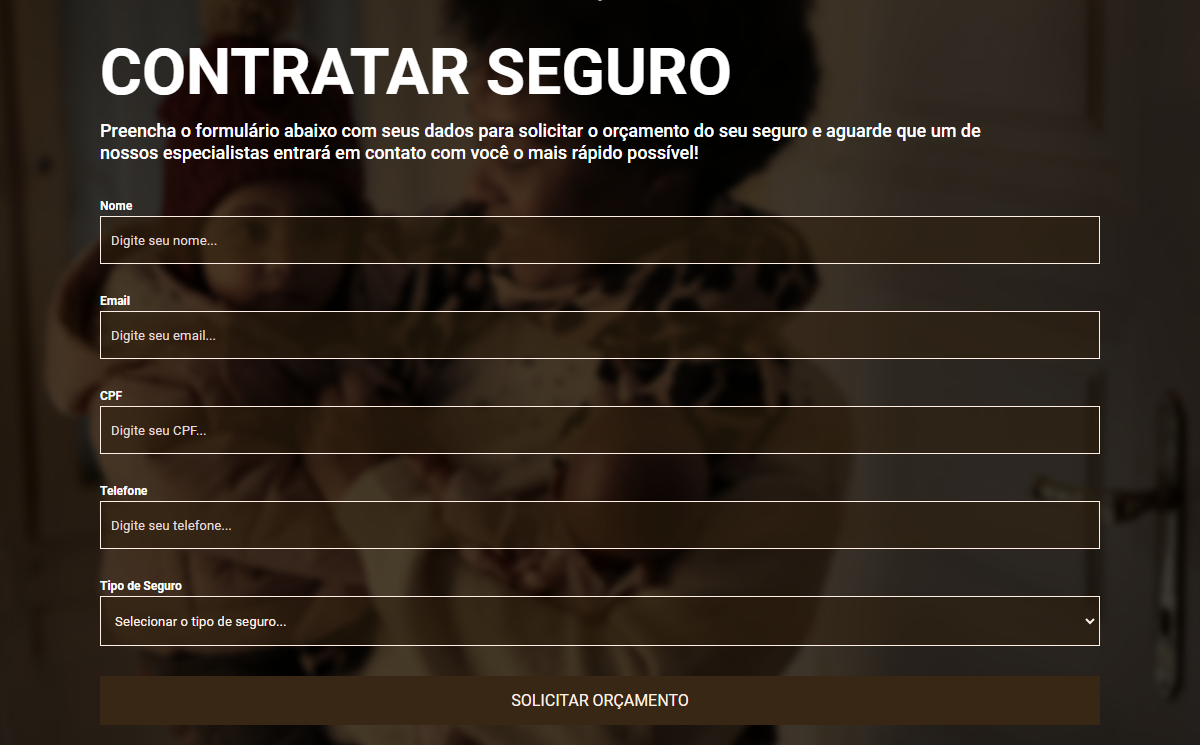 CONTRATAR SEGURO
Preencha o formulário abaixo com seus dados para solicitar o orçamento do seu seguro e aguarde que um de
nossos especialistas entrará em contato com você o mais rápido possível!
Nome
Digite seu nome...
Email
Digite seu email...
CPF
Digite seu CPF...
Telefone
Digite seu telefone...
Tipo de Seguro
Selecionar o tipo de seguro...
SOLICITAR ORÇAMENTO